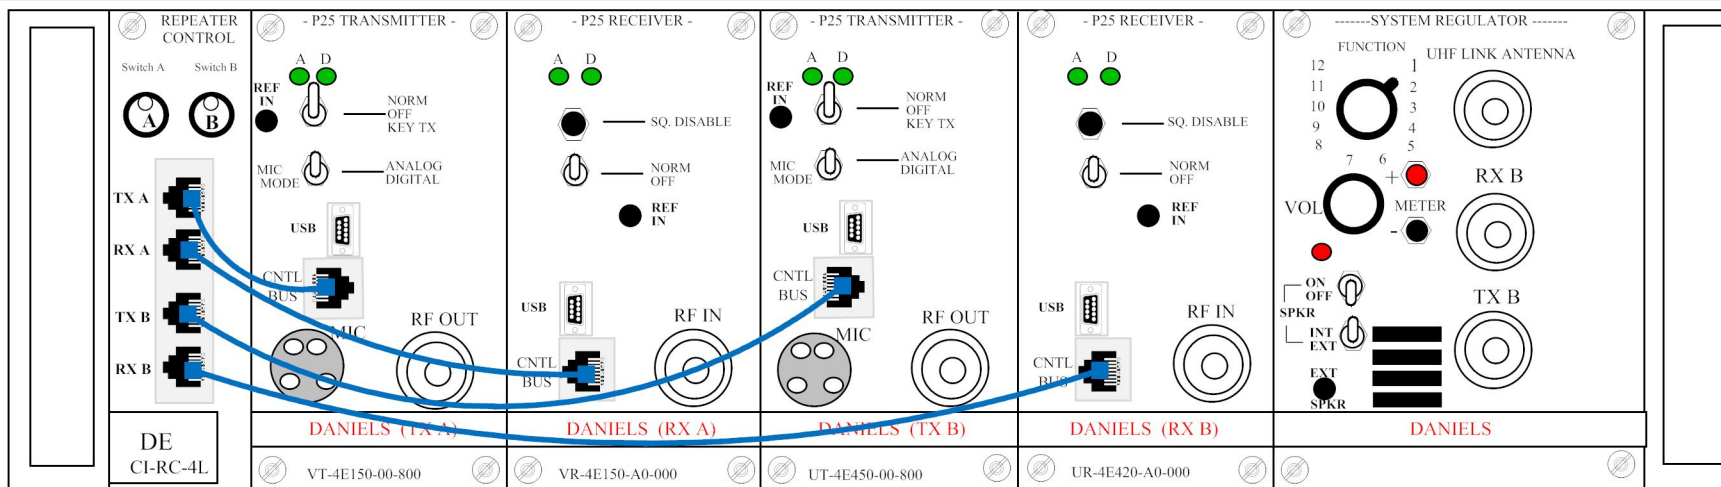 REPEATER
CONTROL
Switch A
Switch B
A
B
TX A
RX A
TX B
RX B
DE
CI-RC-4L
- P25 TRANSMITTER -
A D
REF
IN
NORM
OFF
KEY TX
MIC
MODE
ANALOG
DIGITAL
USB
CNTL
BUS
MIC
RF OUT
DANIELS (TX A)
VT-4E150-00-800
- P25 RECEIVER -
A D
SQ. DISABLE
NORM
OFF
REF
IN
USB
RF IN
CNTL
BUS
DANIELS (RX A)
VR-4E150-A0-000
- P25 TRANSMITTER -
A D
REF
IN
NORM
OFF
KEY TX
MIC
MODE
ANALOG
DIGITAL
USB
CNTL
BUS
MIC
RF OUT
DANIELS (TX B)
UT-4E450-00-800
- P25 RECEIVER -
A D
SQ. DISABLE
NORM
OFF
REF
IN
USB
RF IN
CNTL
BUS
DANIELS (RX B)
UR-4E420-A0-000
------SYSTEM REGULATOR ------
FUNCTION
12 1
11 2
10 3
9 4
8 5
7 6
UHF LINK ANTENNA
+
RX B
VOL
METER
-
ON
OFF
SPKR
INT
EXT
TX B
EXT
SPKR
DANIELS